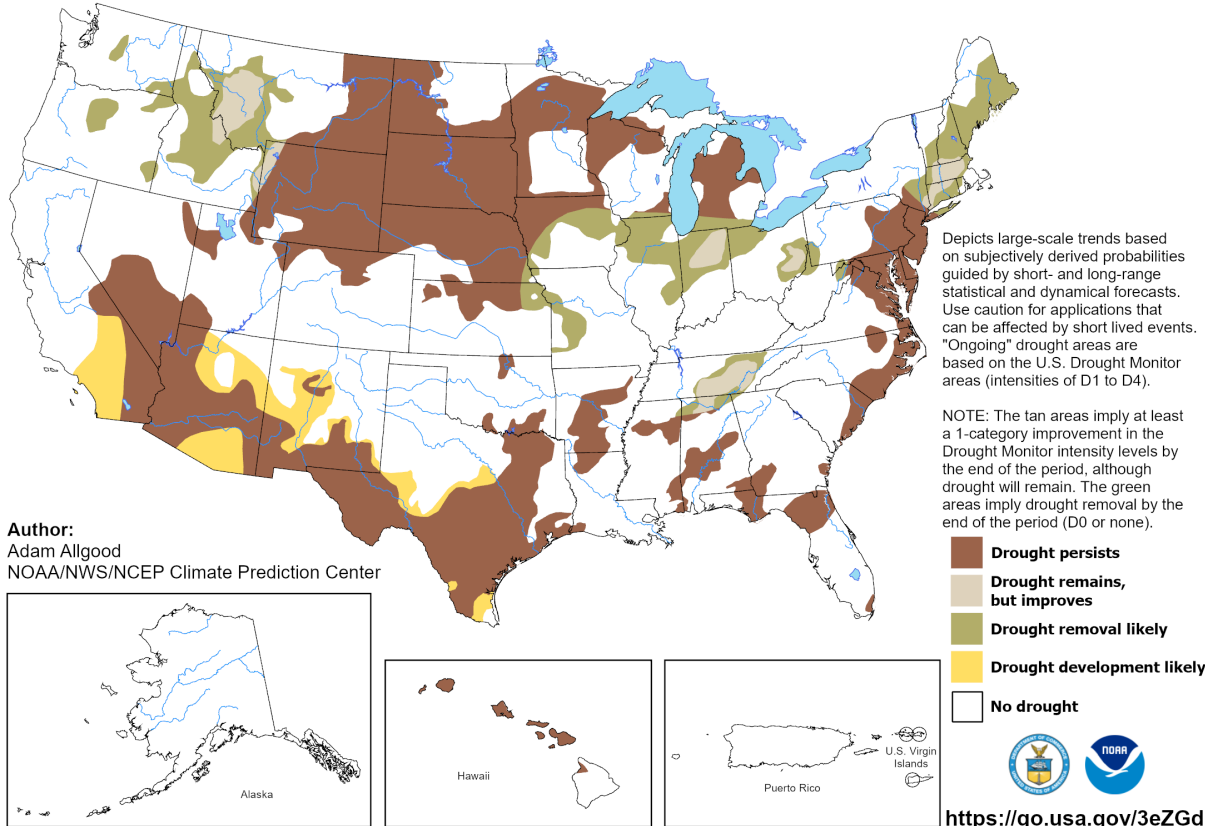 Depicts large-scale trends based
on subjectively derived probabilities
guided by short- and long-range
statistical and dynamical forecasts.
Use caution for applications that
can be affected by short lived events.
"Ongoing" drought areas are
based on the U.S. Drought Monitor
areas (intensities of D1 to D4).
NOTE: The tan areas imply at least
a 1-category improvement in the
Drought Monitor intensity levels by
the end of the period, although
drought will remain. The green
areas imply drought removal by the
end of the period (D0 or none).
Author:
Adam Allgood
NOAA/NWS/NCEP Climate Prediction Center
Drought persists
Drought remains,
but improves
Drought removal likely
Drought development likely
No drought
Alaska
Hawaii
Puerto Rico
U.S. Virgin
Islands
NOAA
https://go.usa.gov/3eZGd